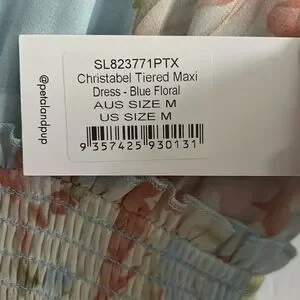 SL823771PTX
Christabel Tiered Maxi
Dress - Blue Floral
AUS SIZE M
US SIZE M
9 357425 930131
@petalandpup